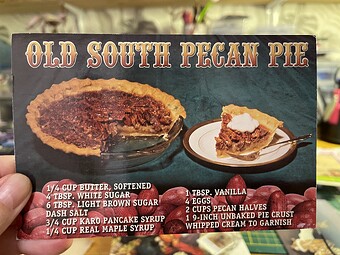 OLD SOUTH PECAN PIE
1/4 CUP BUTTER, SOFTENED
4 TBSP. WHITE SUGAR
6 TBSP. LIGHT BROWN SUGAR
DASH SALT
3/4 CUP KARO PANCAKE SYRUP
1/4 CUP REAL MAPLE SYRUP
1 TBSP. VANILLA
4 EGGS
2 CUPS PECAN HALVES
1 9-INCH UNBAKED PIE CRUST
WHIPPED CREAM TO GARNISH